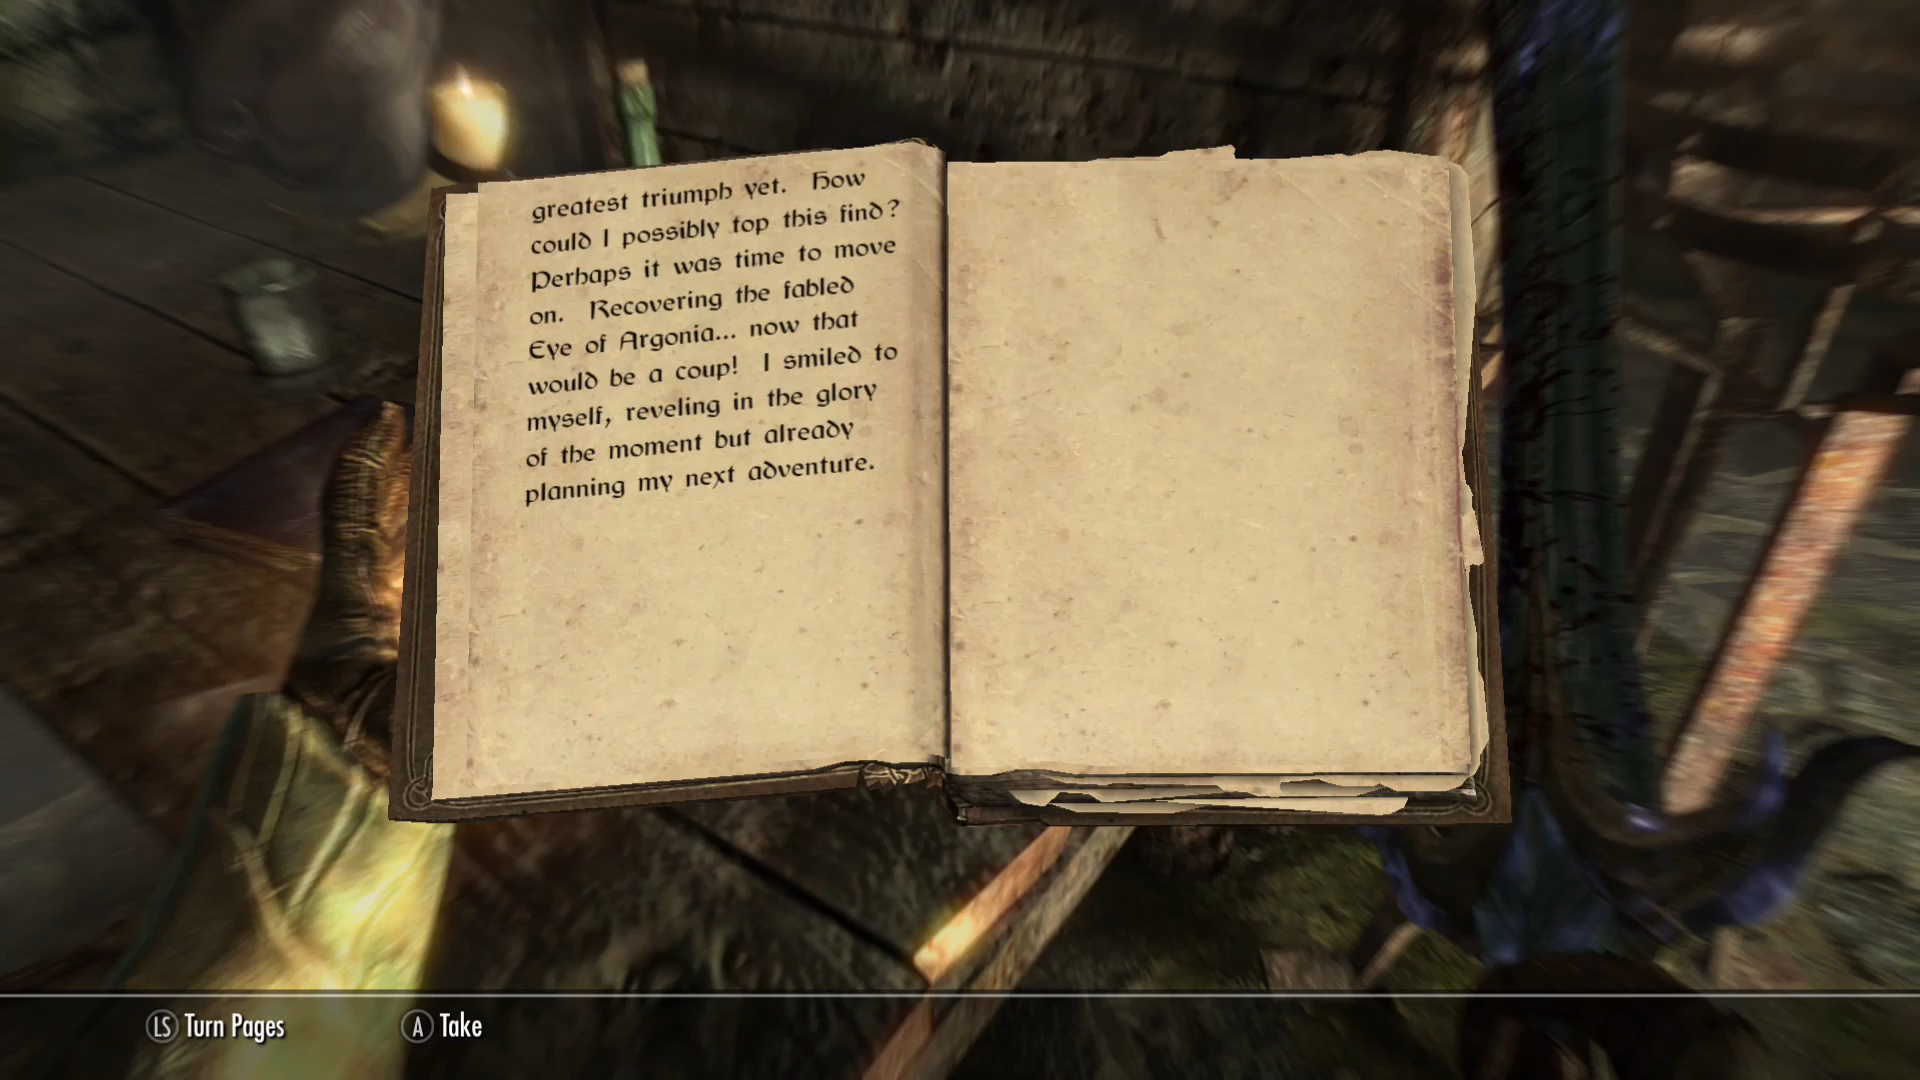 greatest triumph yet. How
could I possibly top this find?
Perhaps it was time to move
on. Recovering the fabled
Eye of Argonia... now that
would be a coup! I smiled to
myself, reveling in the glory
of the moment but already
planning my next adventure.
LS Turn Pages
A Take